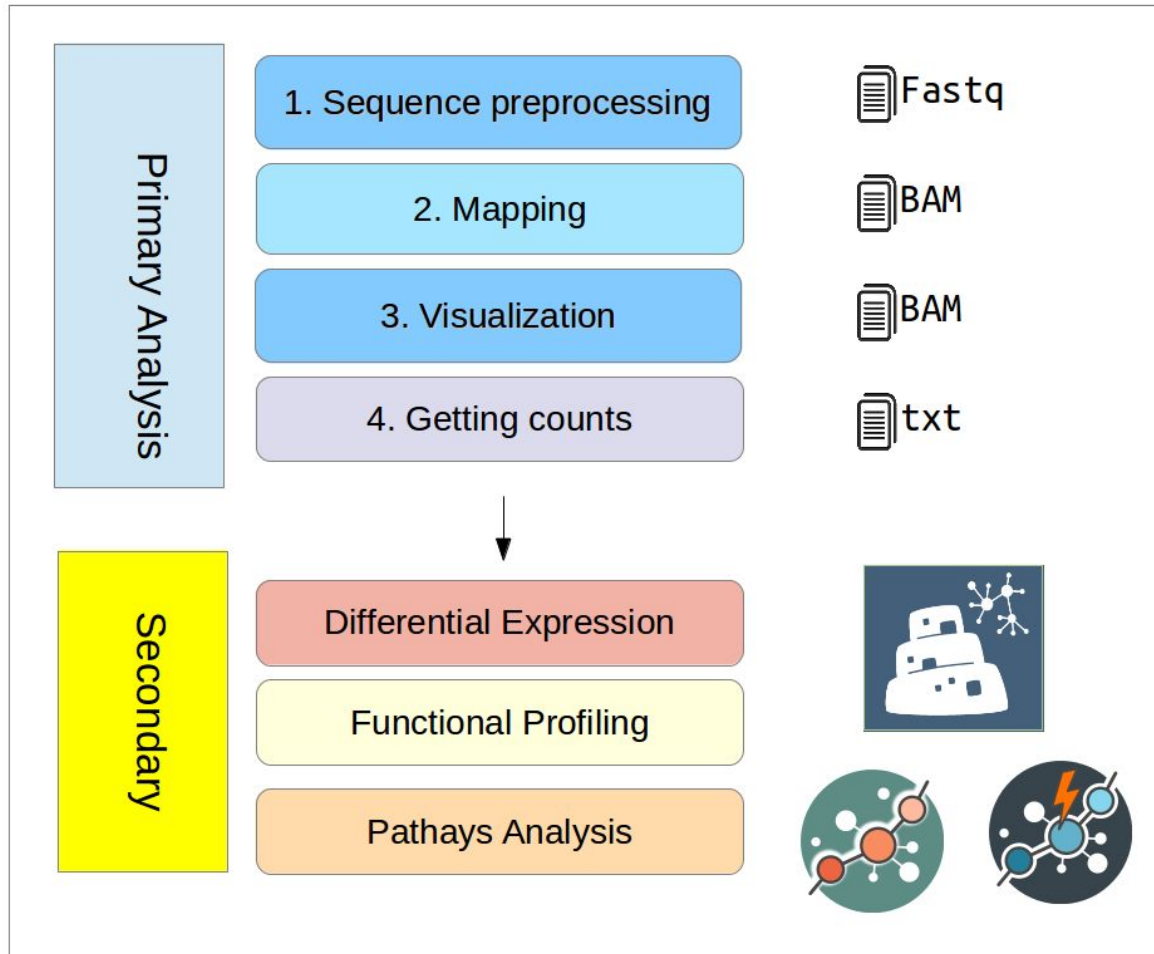 Primary Analysis
1. Sequence preprocessing
Fastq
2. Mapping
BAM
3. Visualization
BAM
4. Getting counts
txt
Secondary
Differential Expression
Functional Profiling
Pathays Analysis